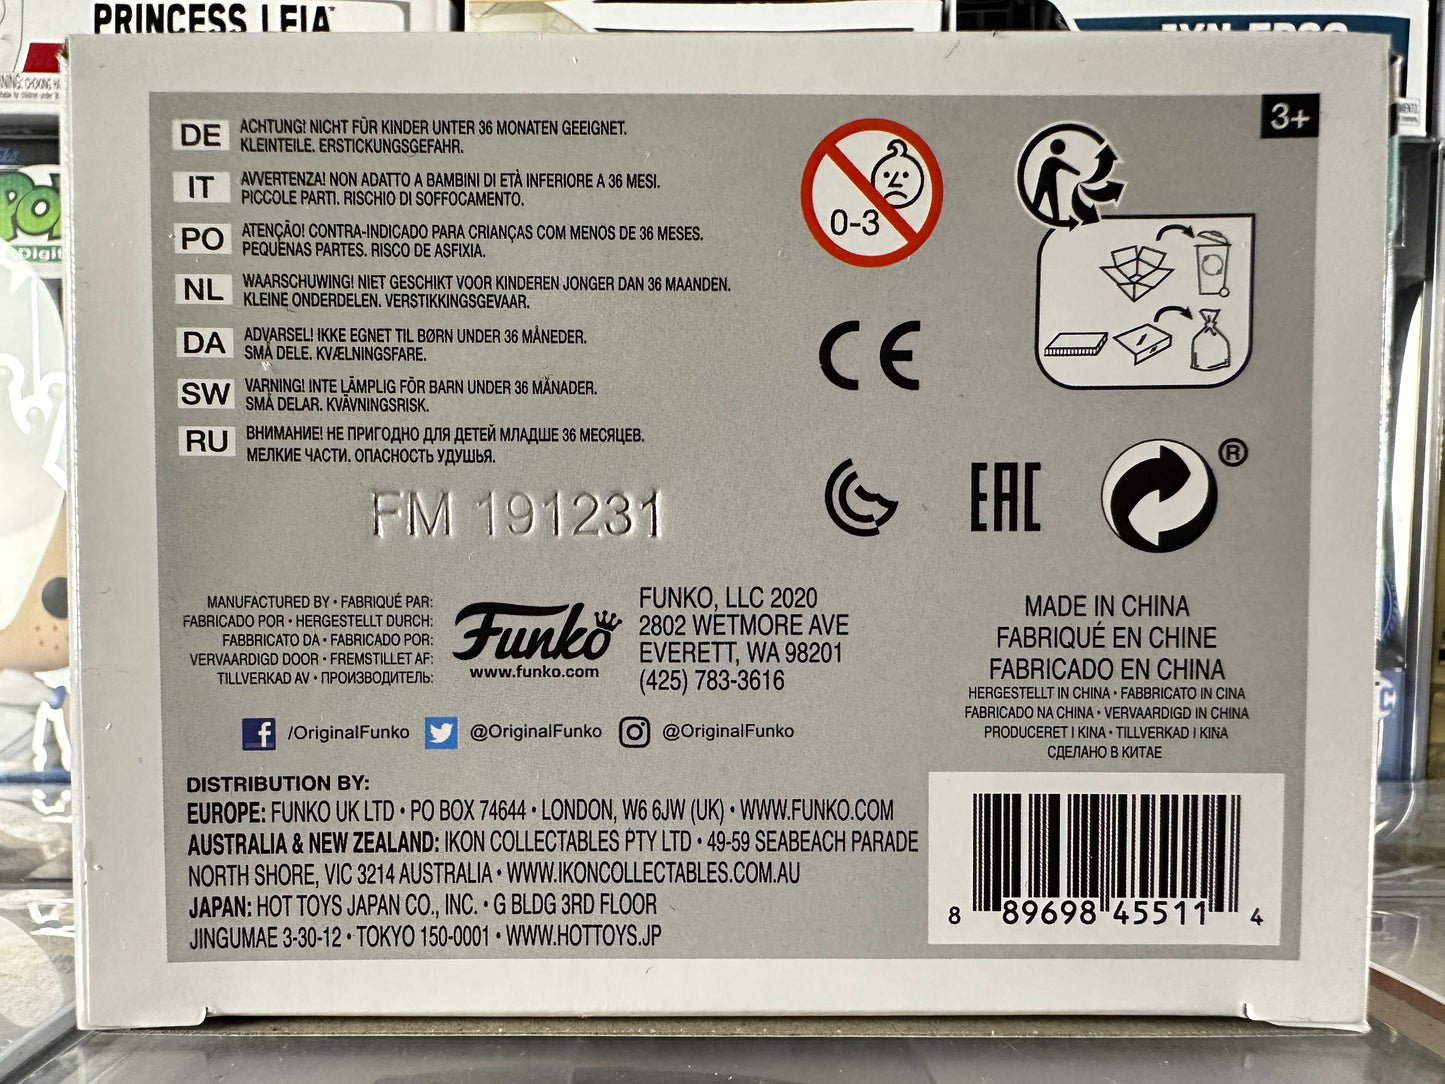 PRINCESS LEIA
3+
DE ACHTUNG! NICHT FÜR KINDER UNTER 36 MONATEN GEEIGNET.
KLEINTEILE. ERSTICKUNGSGEFAHR.
IT AVVERTENZA! NON ADATTO A BAMBINI DI ETÀ INFERIORE A 36 MESI.
PICCOLE PARTI. RISCHIO DI SOFFOCAMENTO.
PO ATENÇÃO! CONTRA-INDICADO PARA CRIANÇAS COM MENOS DE 36 MESES.
PEQUENAS PARTES. RISCO DE ASFIXIA.
NL WAARSCHUWING! NIET GESCHIKT VOOR KINDEREN JONGER DAN 36 MAANDEN.
KLEINE ONDERDELEN. VERSTIKKINGSGEVAAR.
DA ADVARSEL! IKKE EGNET TIL BØRN UNDER 36 MÅNEDER.
SMÅ DELE. KVÆLNINGSFARE.
SW VARNING! INTE LÄMPLIG FÖR BARN UNDER 36 MÅNADER.
SMÅ DELAR. KVÄVNINGSRISK.
RU ВНИМАНИЕ! НЕ ПРИГОДНО ДЛЯ ДЕТЕЙ МЛАДШЕ 36 МЕСЯЦЕВ.
МЕЛКИЕ ЧАСТИ. ОПАСНОСТЬ УДУШЬЯ.
0-3
CE
EAC
®
FM 191231
MANUFACTURED BY • FABRIQUÉ PAR:
FABRICADO POR • HERGESTELLT DURCH:
FABBRICATO DA • FABRICADO POR:
VERVAARDIGD DOOR • FREMSTILLET AF:
TILLVERKAD AV • ПРОИЗВОДИТЕЛЬ:
Funko
www.funko.com
FUNKO, LLC 2020
2802 WETMORE AVE
EVERETT, WA 98201
(425) 783-3616
MADE IN CHINA
FABRIQUÉ EN CHINE
FABRICADO EN CHINA
HERGESTELLT IN CHINA • FABBRICATO IN CINA
FABRICADO NA CHINA • VERVAARDIGD IN CHINA
PRODUCERET I KINA • TILLVERKAD I KINA
СДЕЛАНО В КИТАЕ
/OriginalFunko @OriginalFunko @OriginalFunko
DISTRIBUTION BY:
EUROPE: FUNKO UK LTD • PO BOX 74644 • LONDON, W6 6JW (UK) • WWW.FUNKO.COM
AUSTRALIA & NEW ZEALAND: IKON COLLECTABLES PTY LTD • 49-59 SEABEACH PARADE
NORTH SHORE, VIC 3214 AUSTRALIA • WWW.IKONCOLLECTABLES.COM.AU
JAPAN: HOT TOYS JAPAN CO., INC. • G BLDG 3RD FLOOR
JINGUMAE 3-30-12 • TOKYO 150-0001 • WWW.HOTTOYS.JP
8 89698 45511 4